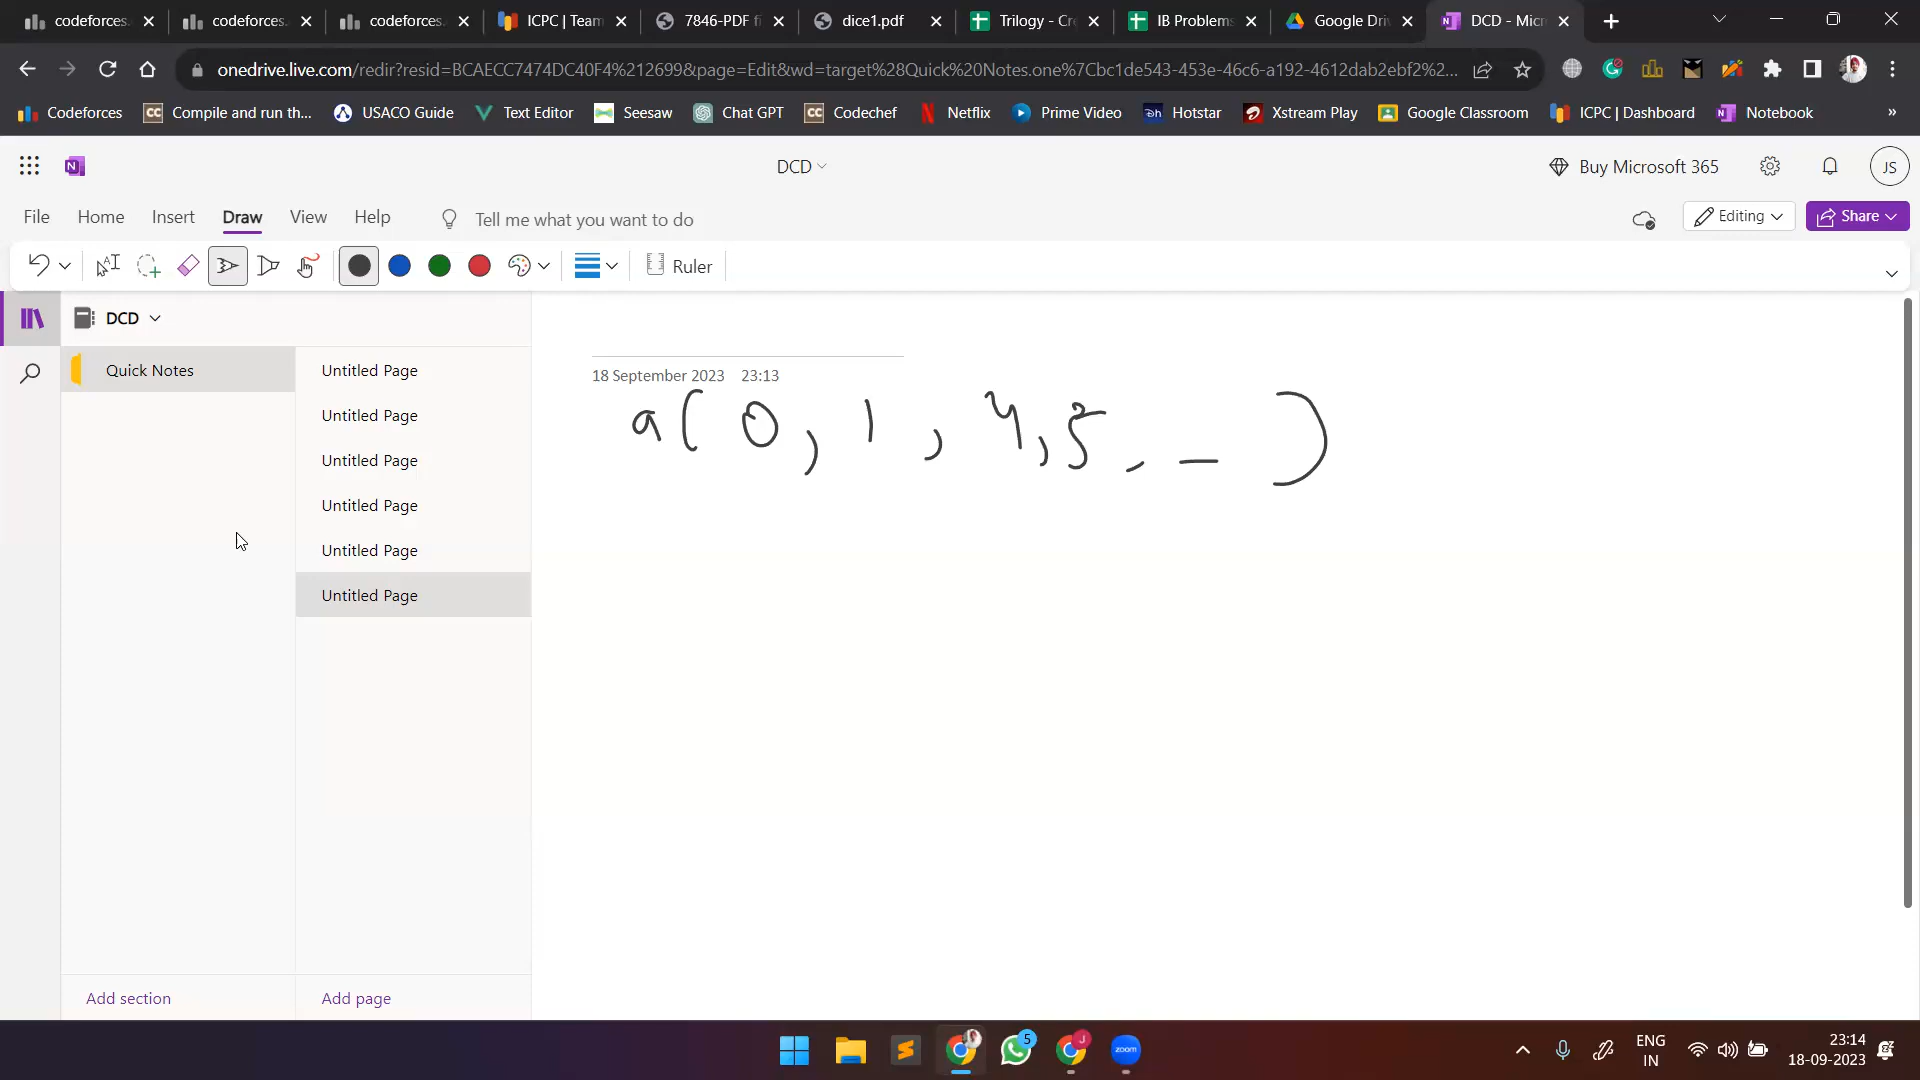 codeforces.
codeforces.
codeforces.
ICPC | Team
7846-PDF fi
dice1.pdf
Trilogy - Cr
IB Problems
Google Driv
DCD - Micr
onedrive.live.com/redir?resid=BCAECC7474DC40F4%212699&page=Edit&wd=target%28Quick%20Notes.one%7Cbc1de543-453e-46c6-a192-4612dab2ebf2%2...
Codeforces
CC Compile and run th...
USACO Guide
Text Editor
Seesaw
Chat GPT
CC Codechef
Netflix
Prime Video
Hotstar
Xstream Play
Google Classroom
ICPC | Dashboard
Notebook
»
DCD
Buy Microsoft 365
JS
File Home Insert Draw View Help
Tell me what you want to do
Editing
Share
Ruler
DCD
Quick Notes
Untitled Page
Untitled Page
Untitled Page
Untitled Page
Untitled Page
Untitled Page
Add section
Add page
18 September 2023 23:13
a( 0, 1, 4, 5, _ )
5
J
zoom
ENG
IN
23:14
18-09-2023